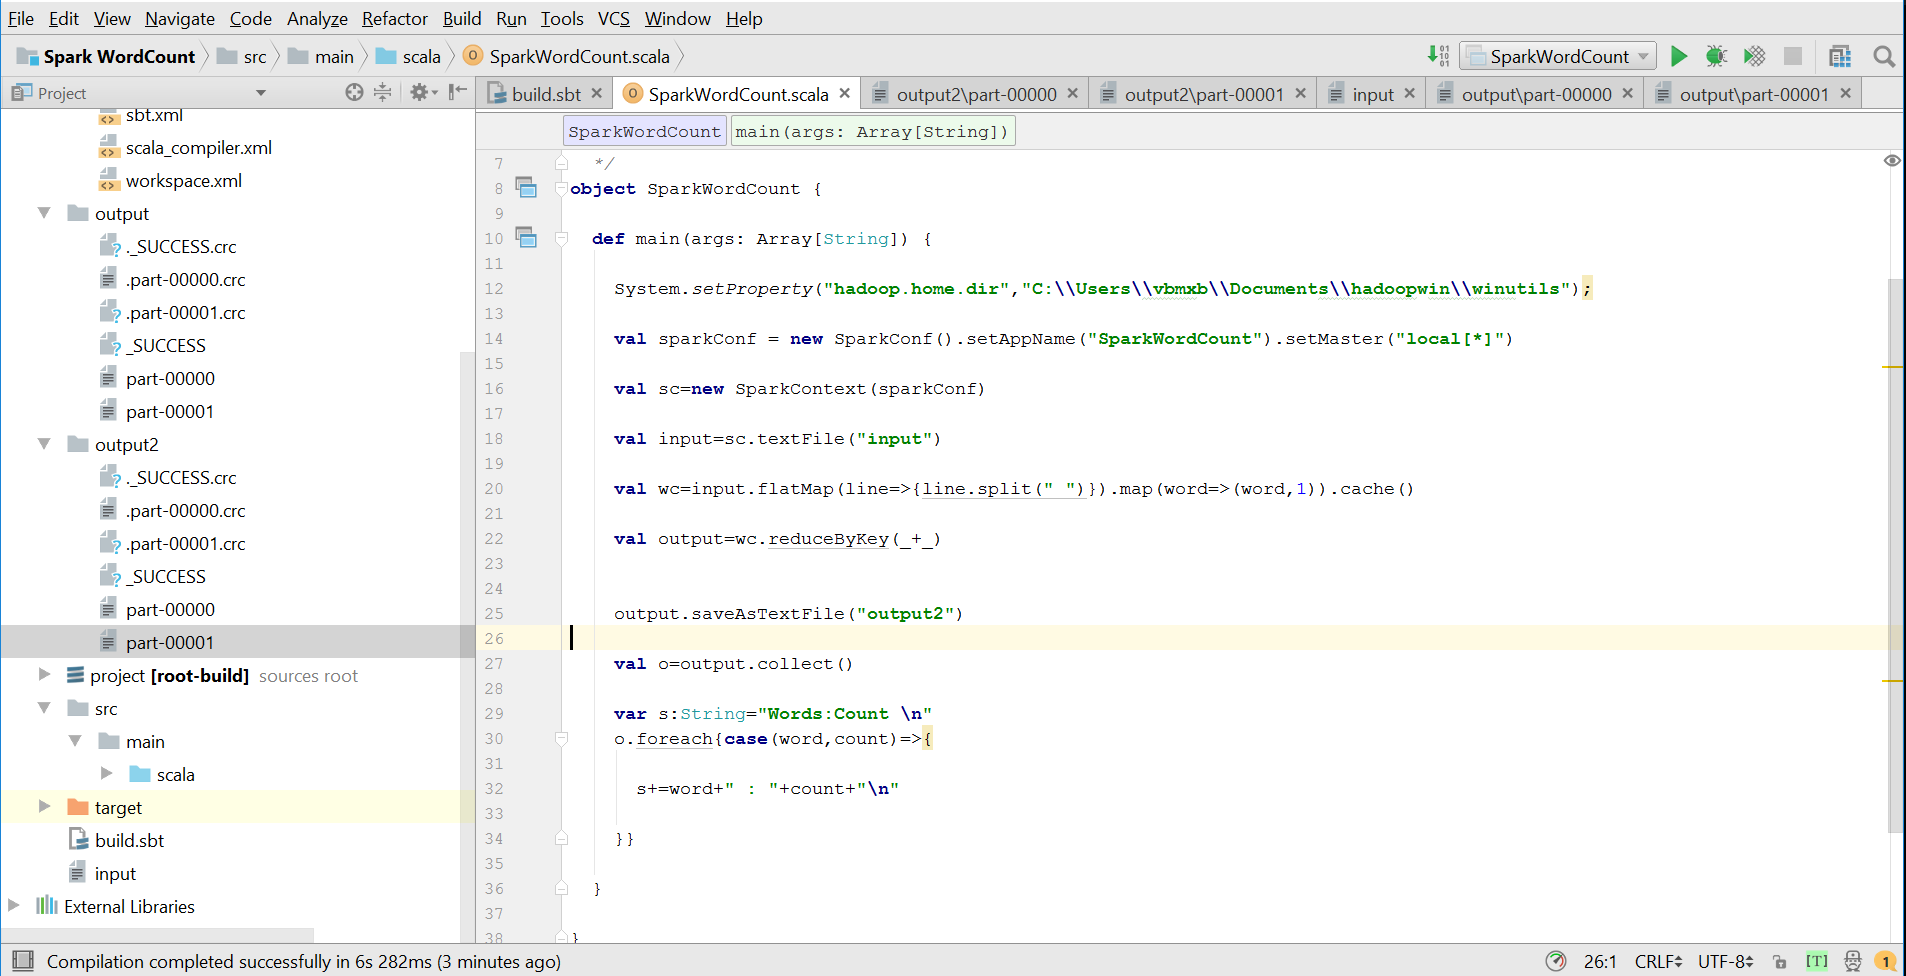 File Edit View Navigate Code Analyze Refactor Build Run Tools VCS Window Help
Spark WordCount src main scala SparkWordCount.scala SparkWordCount
Project
build.sbt SparkWordCount.scala output2\part-00000 output2\part-00001 input output\part-00000 output\part-00001
SparkWordCount main(args: Array[String])
sbt.xml
scala_compiler.xml
workspace.xml
output
._SUCCESS.crc
.part-00000.crc
.part-00001.crc
_SUCCESS
part-00000
part-00001
output2
._SUCCESS.crc
.part-00000.crc
.part-00001.crc
_SUCCESS
part-00000
part-00001
project [root-build] sources root
src
main
scala
target
build.sbt
input
External Libraries
7 */
8 object SparkWordCount {
9
10 def main(args: Array[String]) {
11
12 System.setProperty("hadoop.home.dir","C:\\Users\\vbmxb\\Documents\\hadoopwin\\winutils");
13
14 val sparkConf = new SparkConf().setAppName("SparkWordCount").setMaster("local[*]")
15
16 val sc=new SparkContext(sparkConf)
17
18 val input=sc.textFile("input")
19
20 val wc=input.flatMap(line=>{line.split(" ")}).map(word=>(word,1)).cache()
21
22 val output=wc.reduceByKey(_+_)
23
24
25 output.saveAsTextFile("output2")
26
27 val o=output.collect()
28
29 var s:String="Words:Count \n"
30 o.foreach{case(word,count)=>{
31
32 s+=word+" : "+count+"\n"
33
34 }}
35
36 }
37
38 }
Compilation completed successfully in 6s 282ms (3 minutes ago) 26:1 CRLF UTF-8 [T] 1